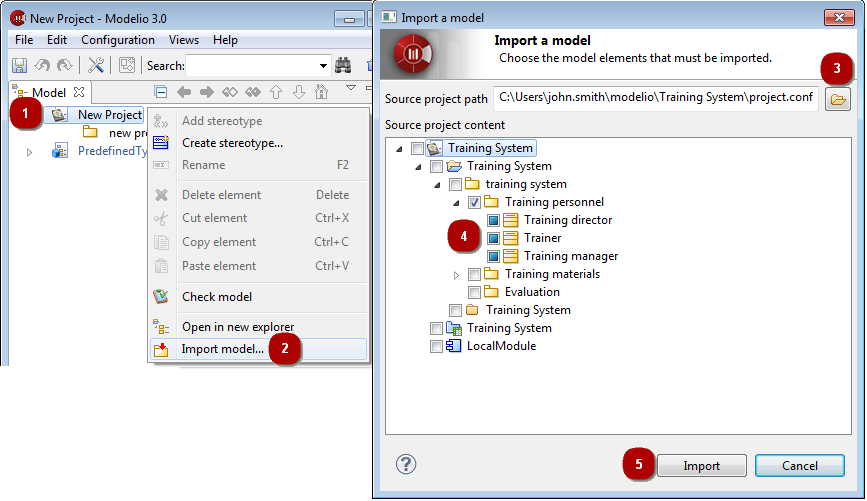 New Project - Modelio 3.0
File Edit Configuration Views Help
Search:
Model
1
New Project
new pro
PredefinedTy
Add stereotype
Create stereotype...
Rename F2
Delete element Delete
Cut element Ctrl+X
Copy element Ctrl+C
Paste element Ctrl+V
Check model
Open in new explorer
Import model...
2
Import a model
Import a model
Choose the model elements that must be imported.
3
Source project path C:\Users\john.smith\modelio\Training System\project.conf
Source project content
Training System
Training System
training system
Training personnel
Training director
4
Trainer
Training manager
Training materials
Evaluation
Training System
Training System
LocalModule
?
5
Import
Cancel